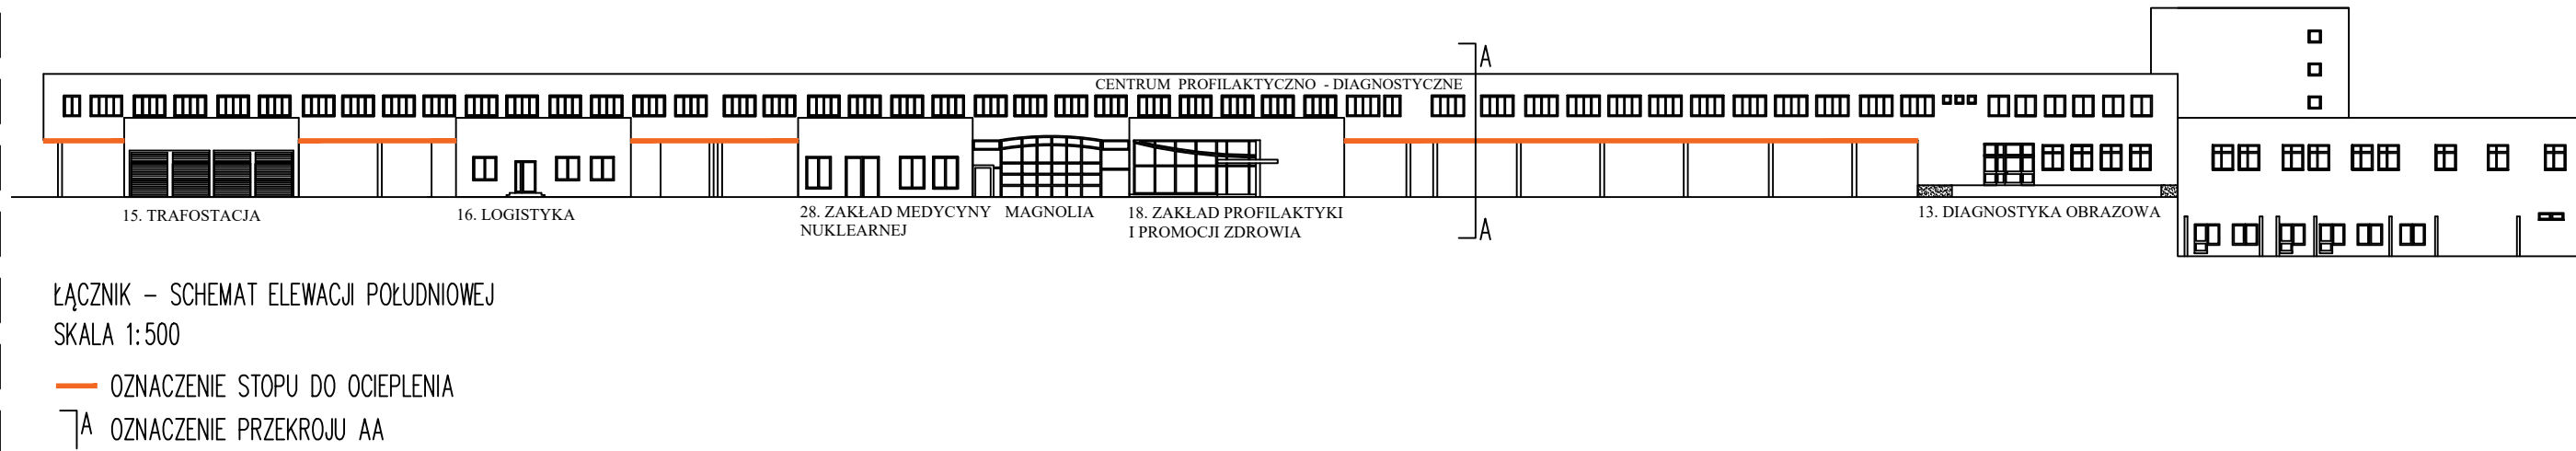 A
CENTRUM PROFILAKTYCZNO - DIAGNOSTYCZNE
15. TRAFOSTACJA
16. LOGISTYKA
28. ZAKŁAD MEDYCYNY
NUKLEARNEJ
MAGNOLIA
18. ZAKŁAD PROFILAKTYKI
I PROMOCJI ZDROWIA
A
13. DIAGNOSTYKA OBRAZOWA
ŁĄCZNIK – SCHEMAT ELEWACJI POŁUDNIOWEJ
SKALA 1:500
OZNACZENIE STOPU DO OCIEPLENIA
A OZNACZENIE PRZEKROJU AA